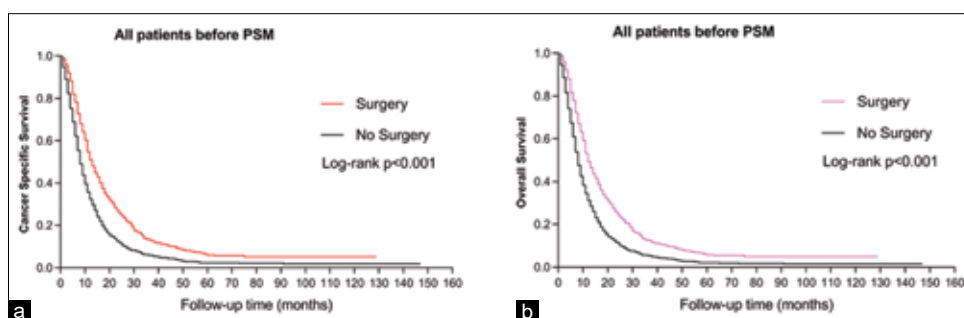 All patients before PSM
Cancer Specific Survival
1.0
0.8
0.6
0.4
0.2
0.0
Surgery
No Surgery
Log-rank p<0.001
0 10 20 30 40 50 60 70 80 90 100 110 120 130 140 150 160
Follow-up time (months)
a
All patients before PSM
Overall Survival
1.0
0.8
0.6
0.4
0.2
0.0
Surgery
No Surgery
Log-rank p<0.001
0 10 20 30 40 50 60 70 80 90 100 110 120 130 140 150 160
Follow-up time (months)
b